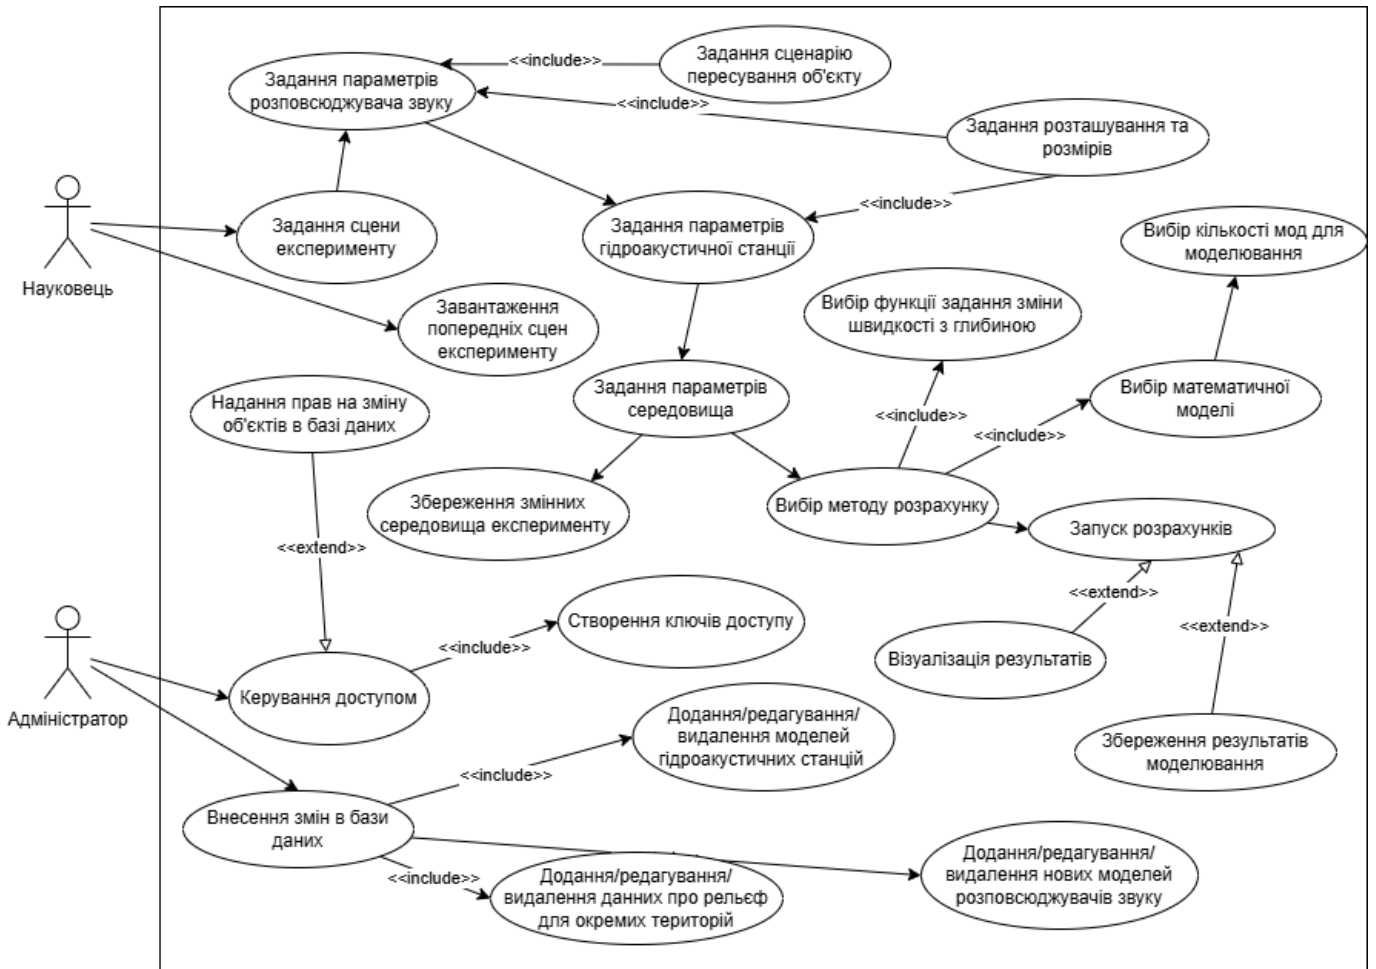 Задання сценарію
пересування об'єкту
<<include>>
Задання параметрів
розповсюджувача звуку
<<include>>
Задання розташування та
розмірів
<<include>>
Задання сцени
експерименту
Задання параметрів
гідроакустичної станції
Вибір кількості мод для
моделювання
Науковець
Завантаження
попередніх сцен
експерименту
Вибір функції задання зміни
швидкості з глибиною
Надання прав на зміну
об'єктів в базі даних
Задання параметрів
середовища
Вибір математичної
моделі
<<include>>
<<include>>
Збереження змінних
середовища експерименту
Вибір методу розрахунку
Запуск розрахунків
<<extend>>
<<extend>>
Створення ключів доступу
<<extend>>
<<include>>
Візуалізація результатів
Керування доступом
Адміністратор
Додання/редагування/
видалення моделей
гідроакустичних станцій
Збереження результатів
моделювання
<<include>>
Внесення змін в бази
даних
<<include>>
Додання/редагування/
видалення данних про рельєф
для окремих територій
Додання/редагування/
видалення нових моделей
розповсюджувачів звуку